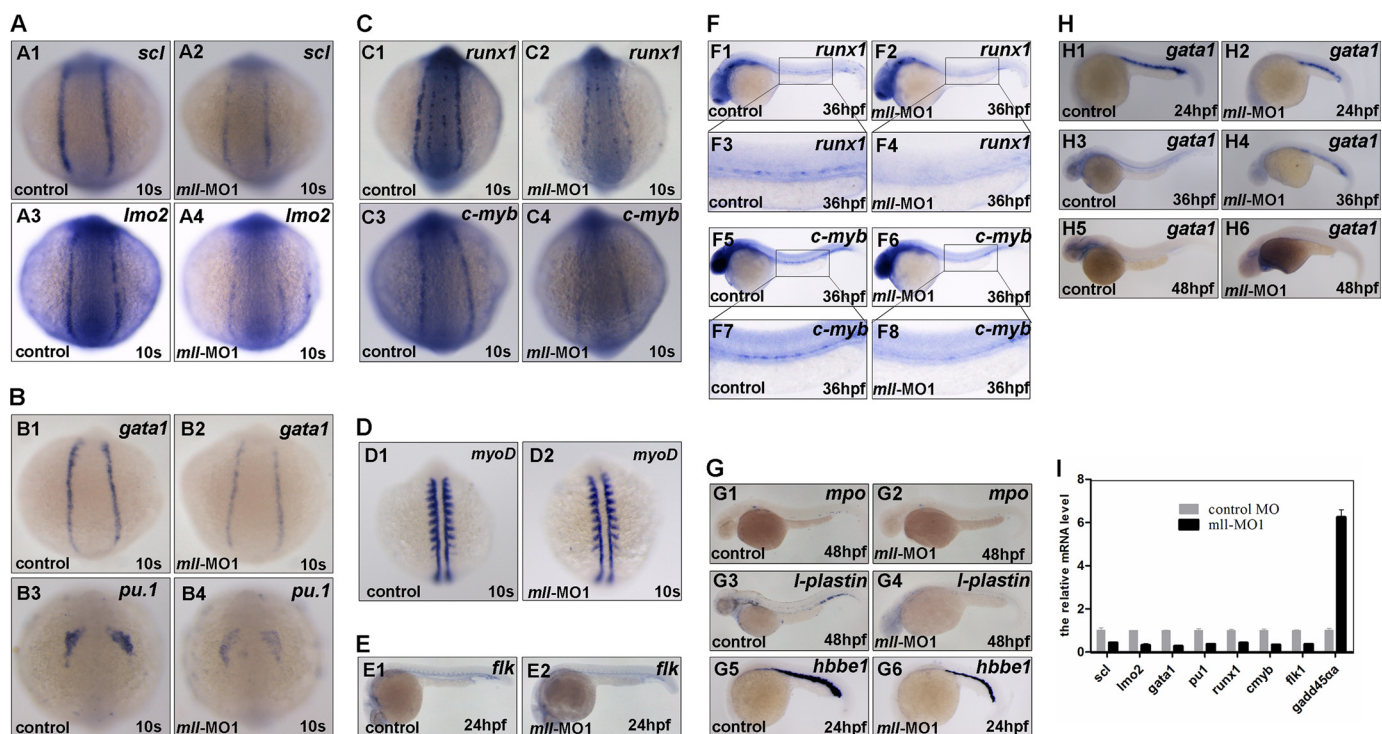 A
A1 scl
control 10s
A2 scl
mll-MO1 10s
A3 lmo2
control 10s
A4 lmo2
mll-MO1 10s
B
B1 gata1
control 10s
B2 gata1
mll-MO1 10s
B3 pu.1
control 10s
B4 pu.1
mll-MO1 10s
C
C1 runx1
control 10s
C2 runx1
mll-MO1 10s
C3 c-myb
control 10s
C4 c-myb
mll-MO1 10s
D
D1 myoD
control 10s
D2 myoD
mll-MO1 10s
E
E1 flk
control 24hpf
E2 flk
mll-MO1 24hpf
F
F1 runx1
control 36hpf
F2 runx1
mll-MO1 36hpf
F3 runx1
control 36hpf
F4 runx1
mll-MO1 36hpf
F5 c-myb
control 36hpf
F6 c-myb
mll-MO1 36hpf
F7 c-myb
control 36hpf
F8 c-myb
mll-MO1 36hpf
G
G1 mpo
control 48hpf
G2 mpo
mll-MO1 48hpf
G3 l-plastin
control 48hpf
G4 l-plastin
mll-MO1 48hpf
G5 hbbe1
control 24hpf
G6 hbbe1
mll-MO1 24hpf
H
H1 gata1
control 24hpf
H2 gata1
mll-MO1 24hpf
H3 gata1
control 36hpf
H4 gata1
mll-MO1 36hpf
H5 gata1
control 48hpf
H6 gata1
mll-MO1 48hpf
I
the relative mRNA level
8
6
4
2
0
control MO
mll-MO1
scl
lmo2
gata1
pu1
runx1
cmyb
flk1
gadd45αa